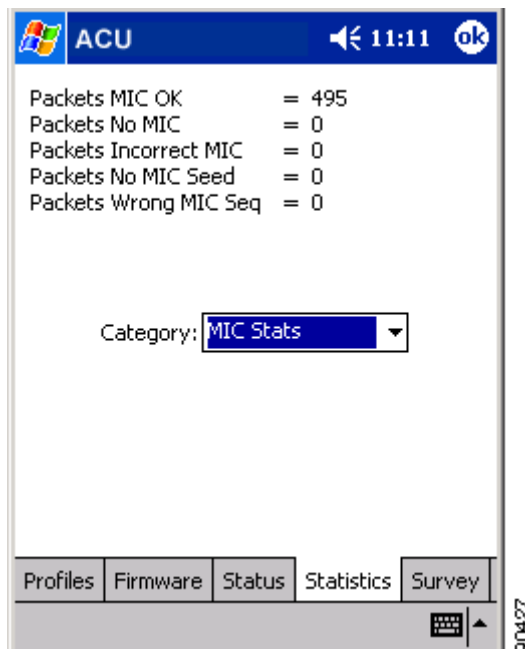 ACU 11:11 ok
Packets MIC OK = 495
Packets No MIC = 0
Packets Incorrect MIC = 0
Packets No MIC Seed = 0
Packets Wrong MIC Seq = 0
Category: MIC Stats
Profiles Firmware Status Statistics Survey
90427